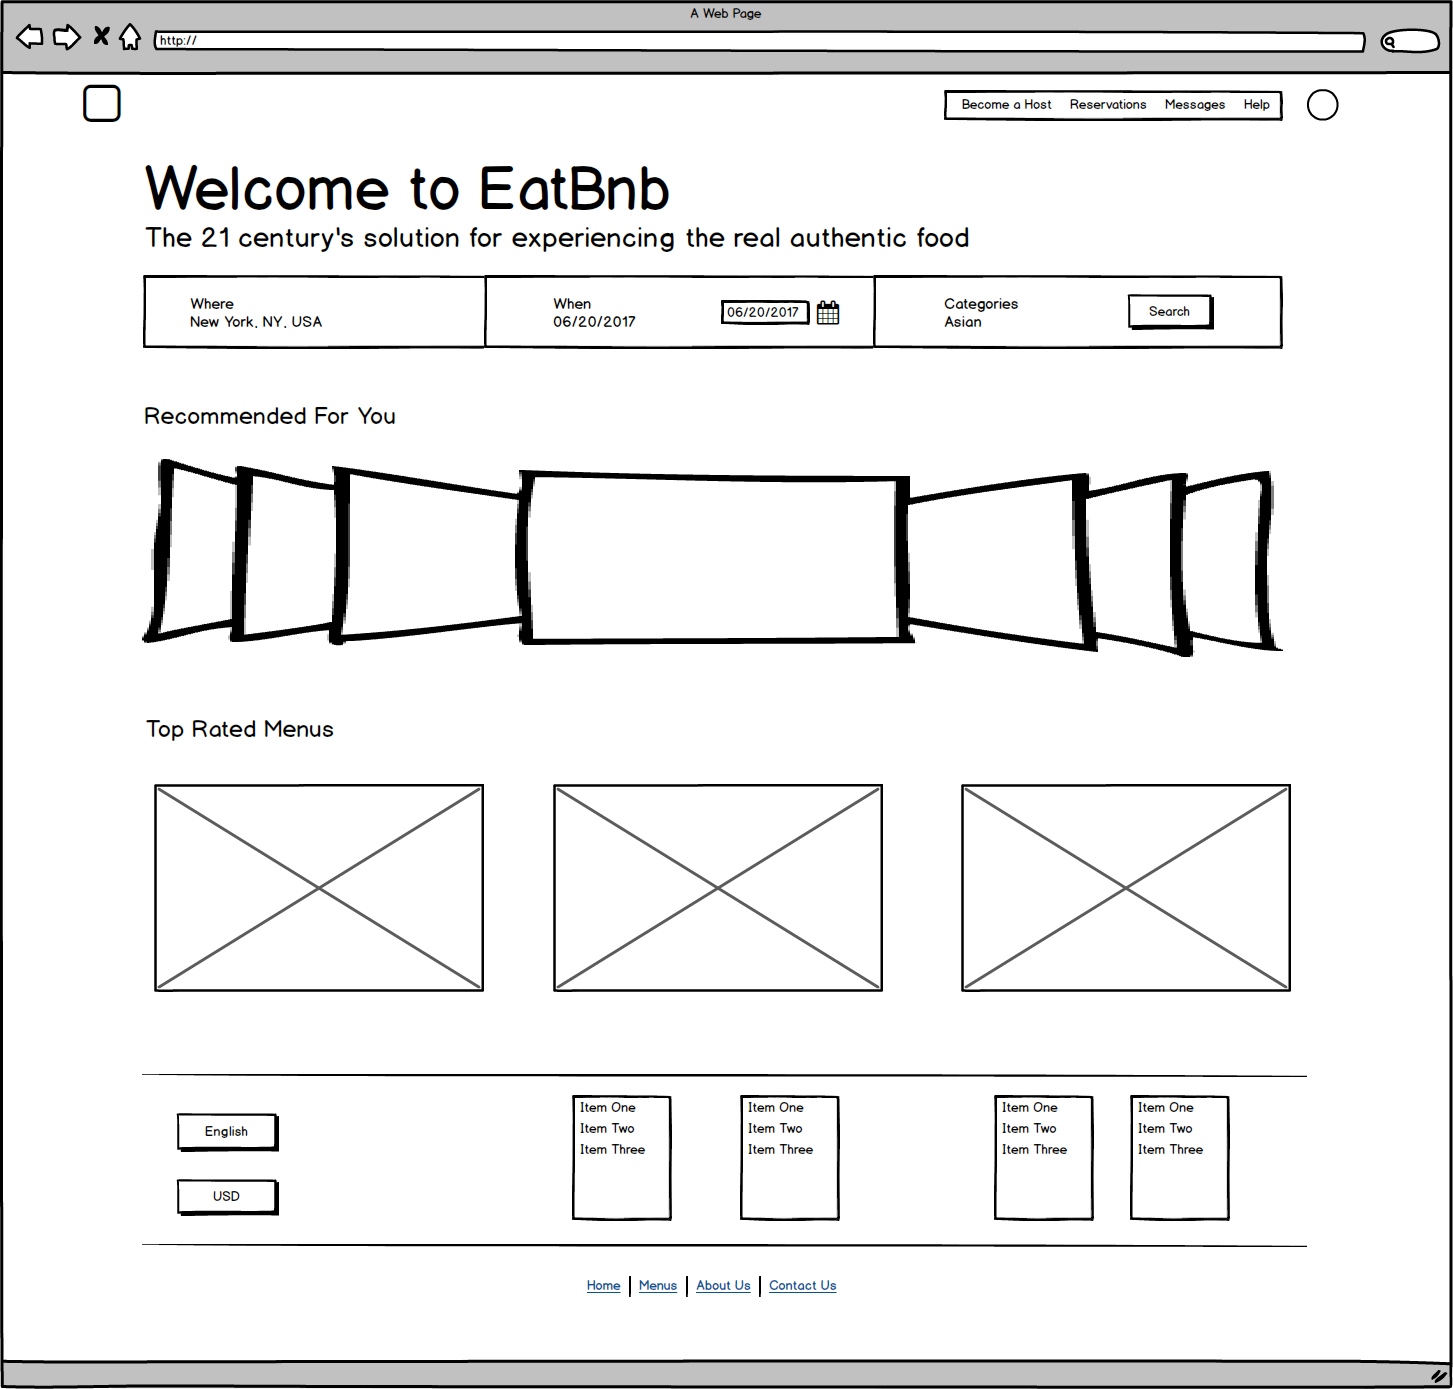 A Web Page
http://
Become a Host Reservations Messages Help
Welcome to EatBnb
The 21 century's solution for experiencing the real authentic food
Where
New York, NY, USA
When
06/20/2017
06/20/2017
Categories
Asian
Search
Recommended For You
Top Rated Menus
English
USD
Item One
Item Two
Item Three
Item One
Item Two
Item Three
Item One
Item Two
Item Three
Item One
Item Two
Item Three
Home Menus About Us Contact Us